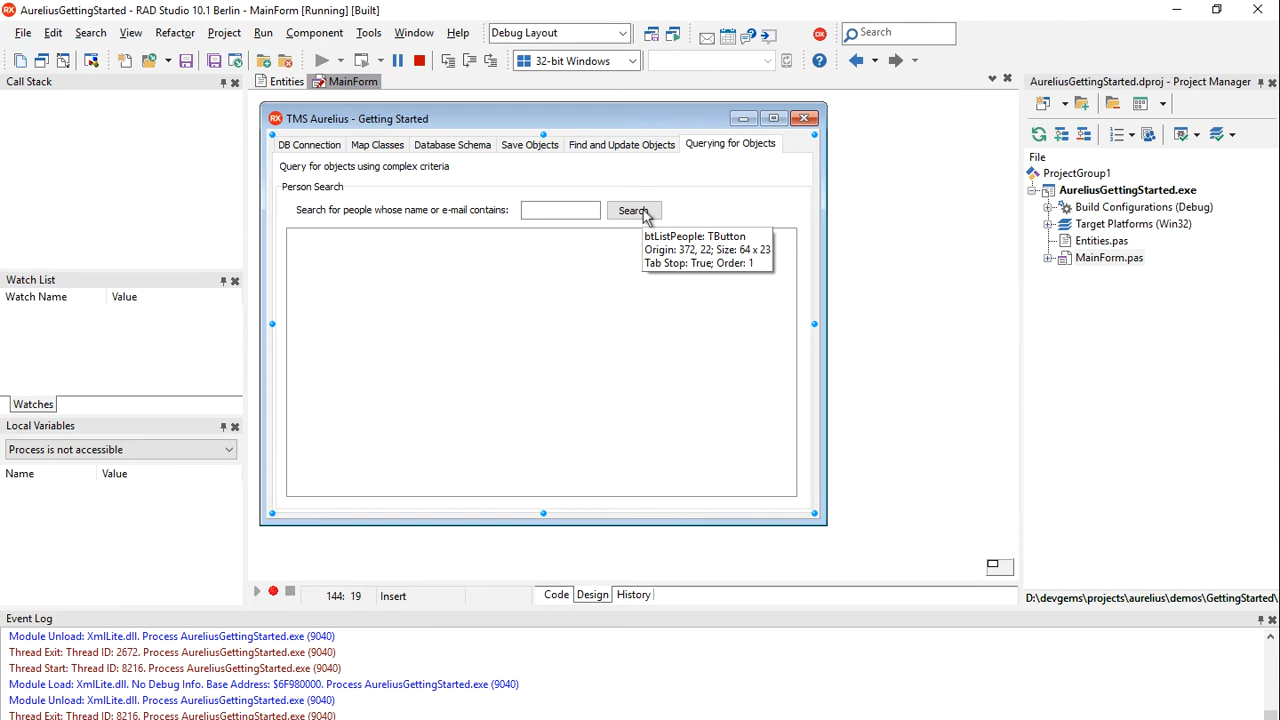 AureliusGettingStarted - RAD Studio 10.1 Berlin - MainForm [Running] [Built]
File Edit Search View Refactor Project Run Component Tools Window Help Debug Layout Search
32-bit Windows
Call Stack
Entities MainForm
AureliusGettingStarted.dproj - Project Manager
TMS Aurelius - Getting Started
DB Connection Map Classes Database Schema Save Objects Find and Update Objects Querying for Objects
Query for objects using complex criteria
Person Search
Search for people whose name or e-mail contains: Search
btListPeople: TButton
Origin: 372, 22; Size: 64 x 23
Tab Stop: True; Order: 1
File
ProjectGroup1
AureliusGettingStarted.exe
Build Configurations (Debug)
Target Platforms (Win32)
Entities.pas
MainForm.pas
Watch List
Watch Name Value
Watches
Local Variables
Process is not accessible
Name Value
144: 19 Insert Code Design History
D:\devgems\projects\aurelius\demos\GettingStarted\
Event Log
Module Unload: XmlLite.dll. Process AureliusGettingStarted.exe (9040)
Thread Exit: Thread ID: 2672. Process AureliusGettingStarted.exe (9040)
Thread Start: Thread ID: 8216. Process AureliusGettingStarted.exe (9040)
Module Load: XmlLite.dll. No Debug Info. Base Address: $6F980000. Process AureliusGettingStarted.exe (9040)
Module Unload: XmlLite.dll. Process AureliusGettingStarted.exe (9040)
Thread Exit: Thread ID: 8216. Process AureliusGettingStarted.exe (9040)